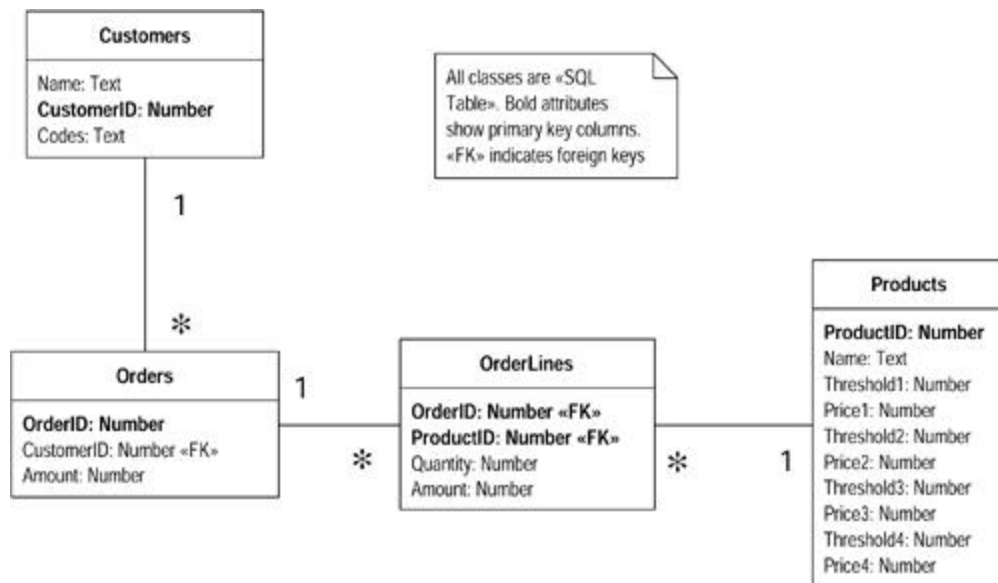 Customers
Name: Text
CustomerID: Number
Codes: Text
All classes are «SQL
Table». Bold attributes
show primary key columns.
«FK» indicates foreign keys
1
*
Orders
OrderID: Number
CustomerID: Number «FK»
Amount: Number
1
*
OrderLines
OrderID: Number «FK»
ProductID: Number «FK»
Quantity: Number
Amount: Number
*
1
Products
ProductID: Number
Name: Text
Threshold1: Number
Price1: Number
Threshold2: Number
Price2: Number
Threshold3: Number
Price3: Number
Threshold4: Number
Price4: Number